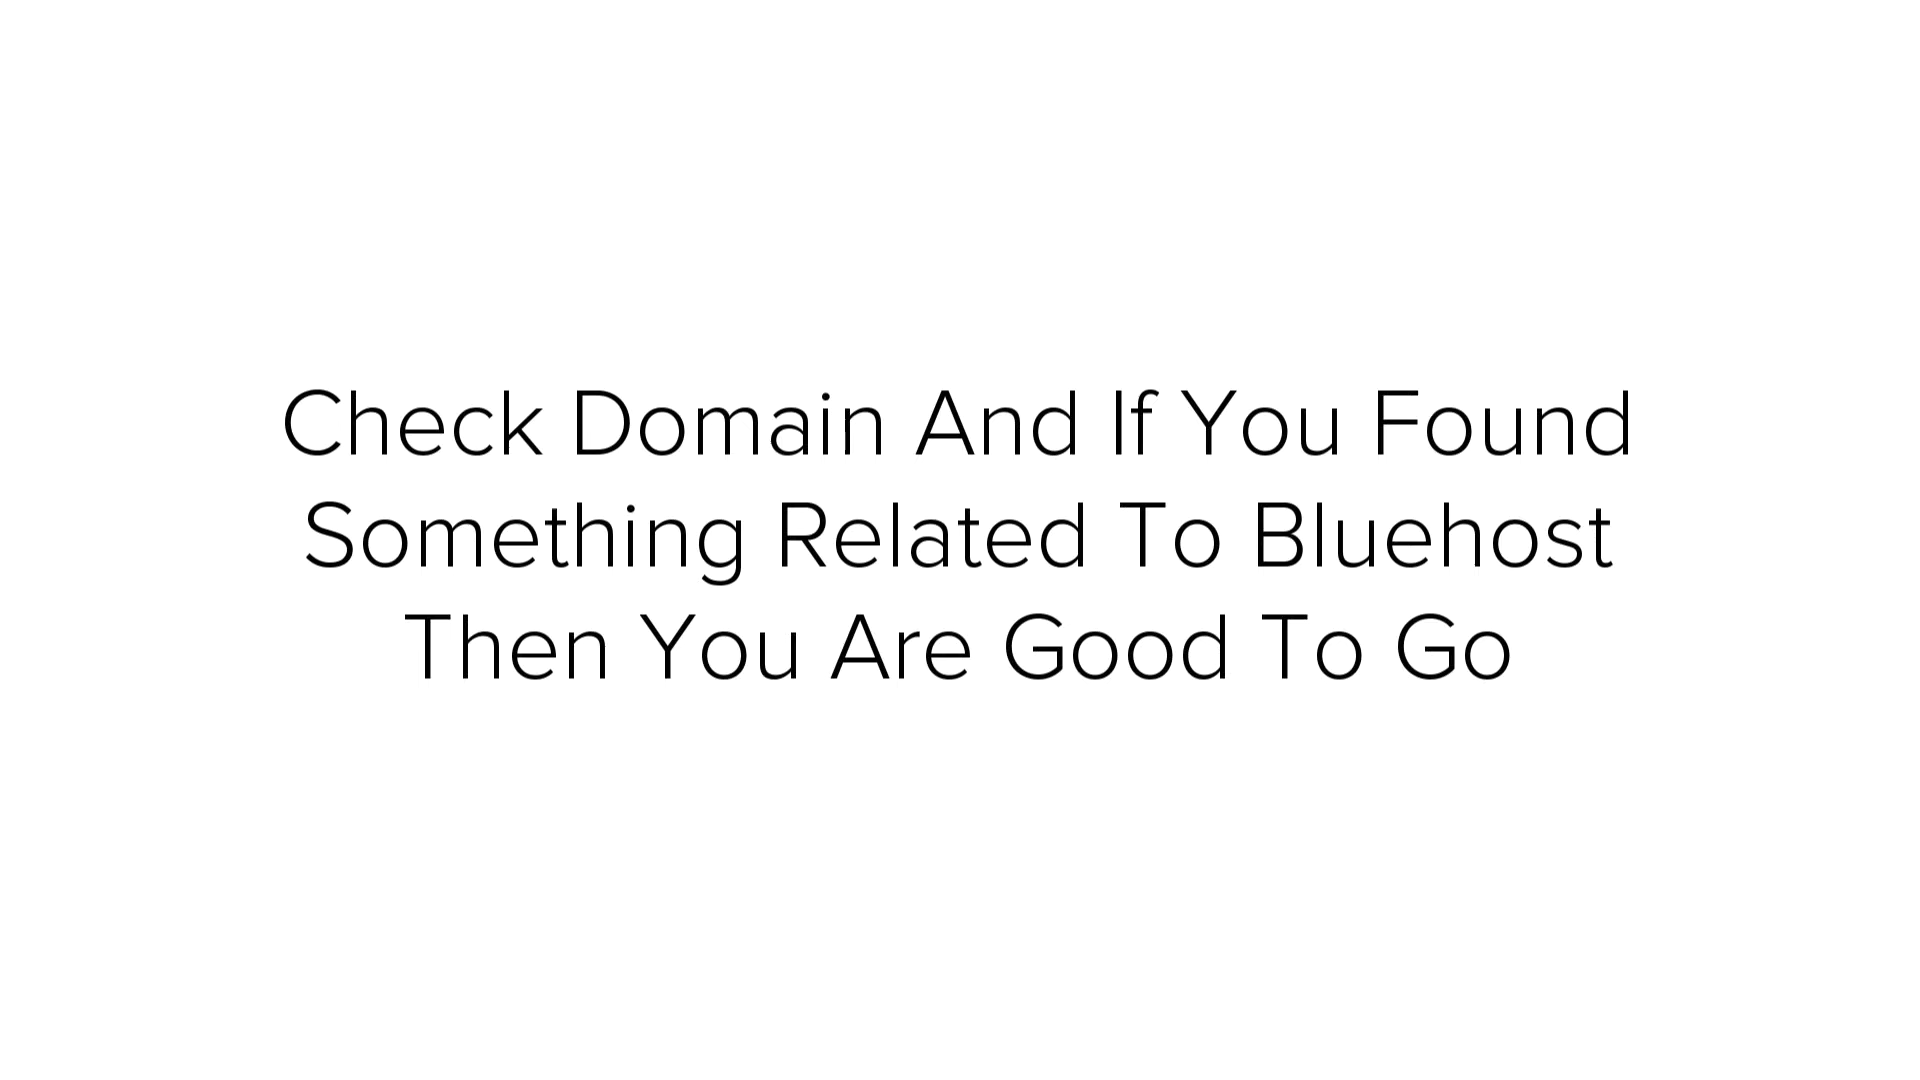 Check Domain And If You Found
Something Related To Bluehost
Then You Are Good To Go